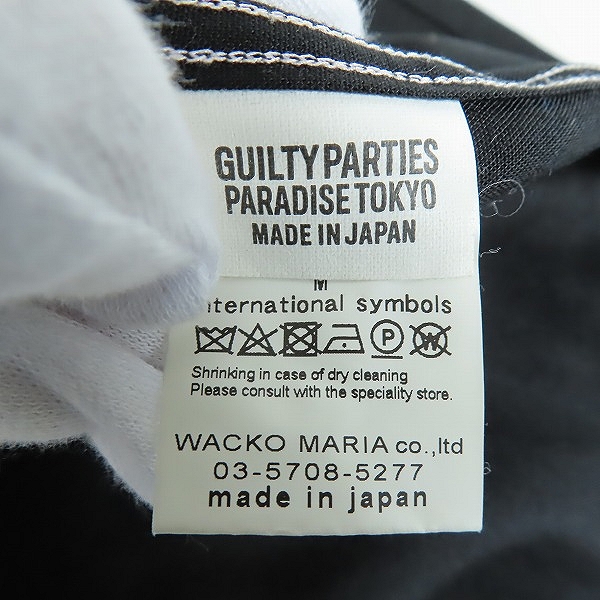 GUILTY PARTIES
PARADISE TOKYO
MADE IN JAPAN
M
nternational symbols
P W
Shrinking in case of dry cleaning
Please consult with the speciality store.
WACKO MARIA co.,ltd
03-5708-5277
made in japan